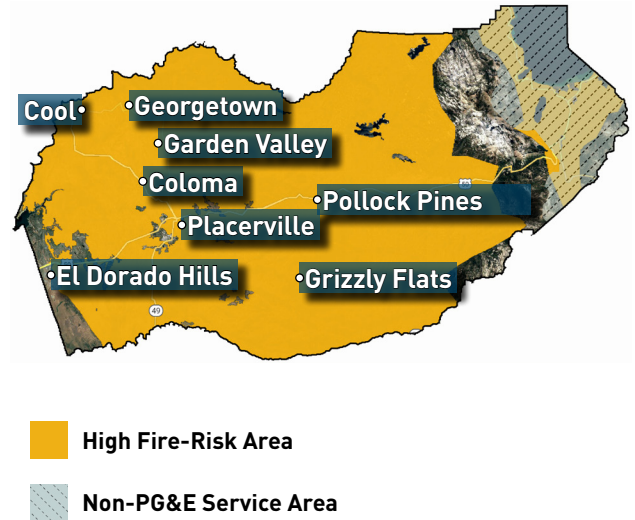 Cool
Georgetown
Garden Valley
Coloma
Pollock Pines
Placerville
El Dorado Hills
Grizzly Flats
49
High Fire-Risk Area
Non-PG&E Service Area